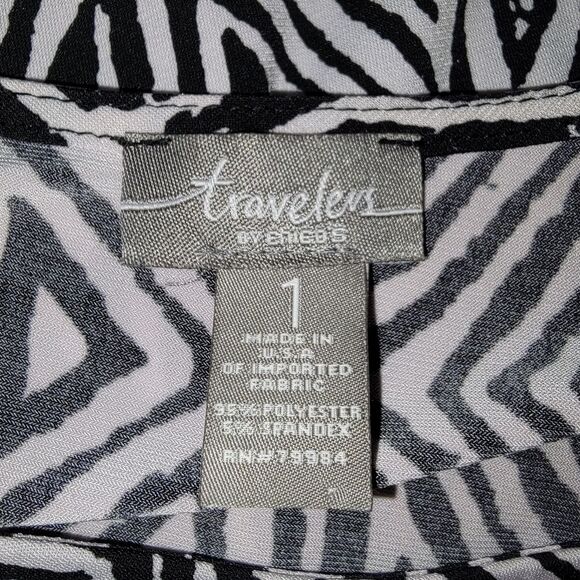 travelers
BY CHICO'S
1
MADE IN
U.S.A
OF IMPORTED
FABRIC
95% POLYESTER
5% SPANDEX
RN#79984